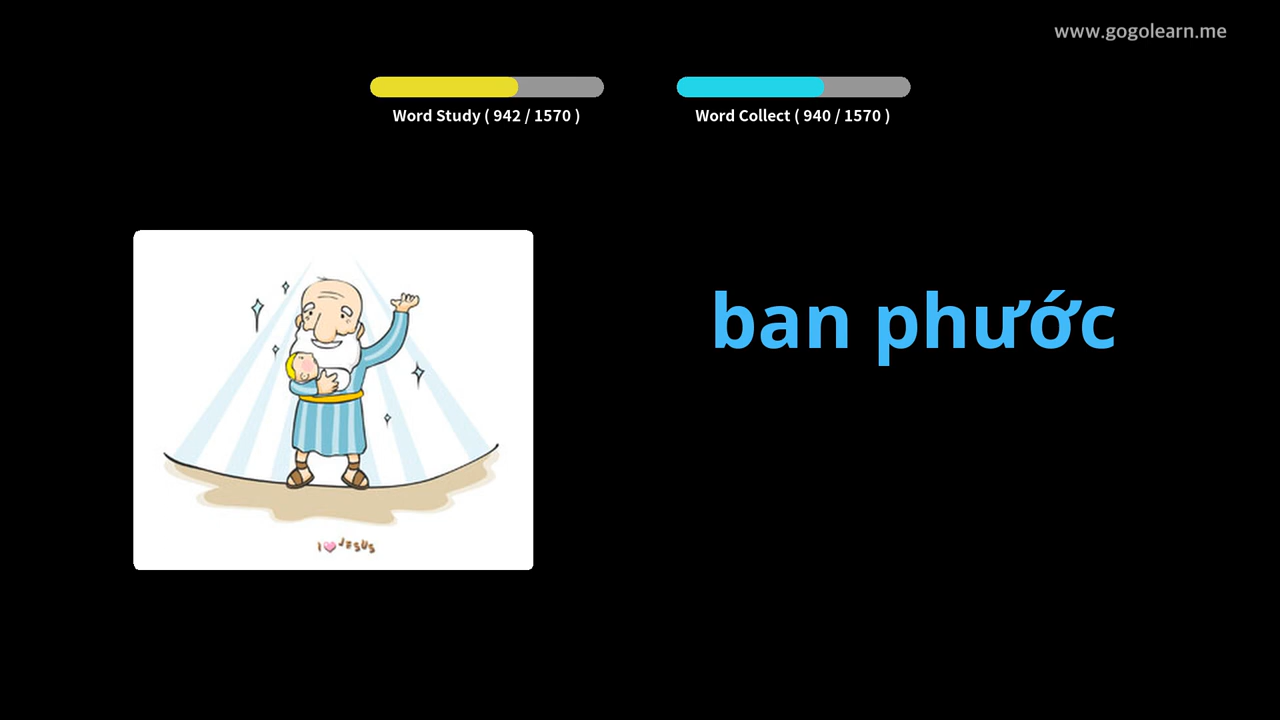 www.gogolearn.me
Word Study ( 942 / 1570 )
Word Collect ( 940 / 1570 )
ban phước
I JESUS